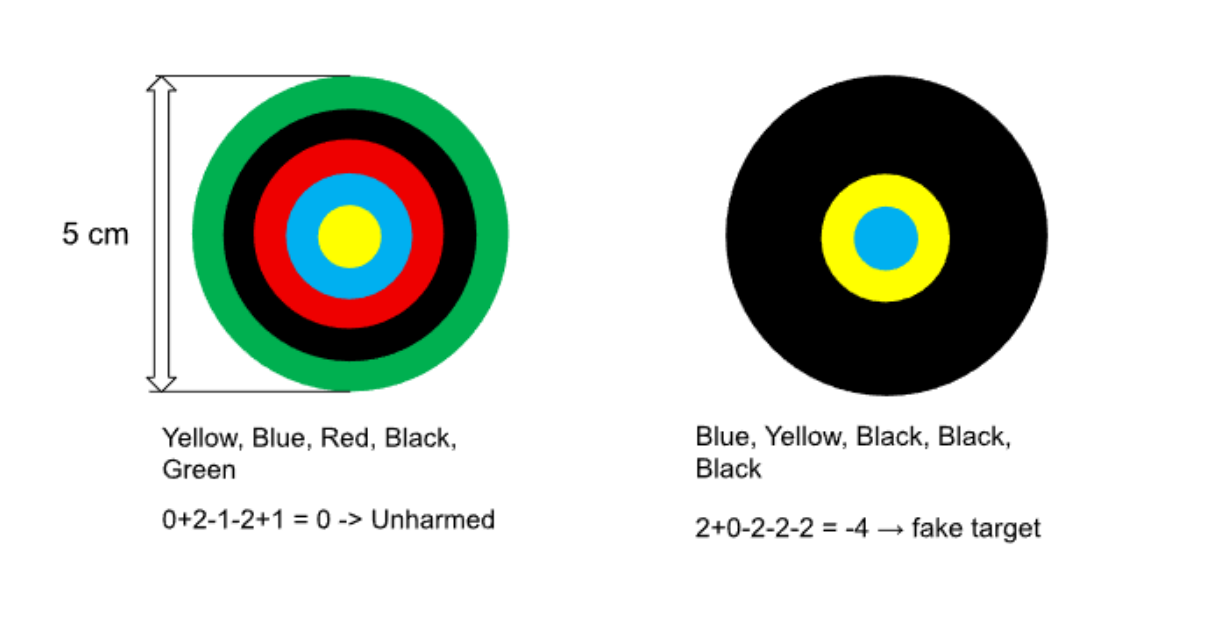 5 cm
Yellow, Blue, Red, Black,
Green
0+2-1-2+1 = 0 -> Unharmed
Blue, Yellow, Black, Black,
Black
2+0-2-2-2 = -4 → fake target